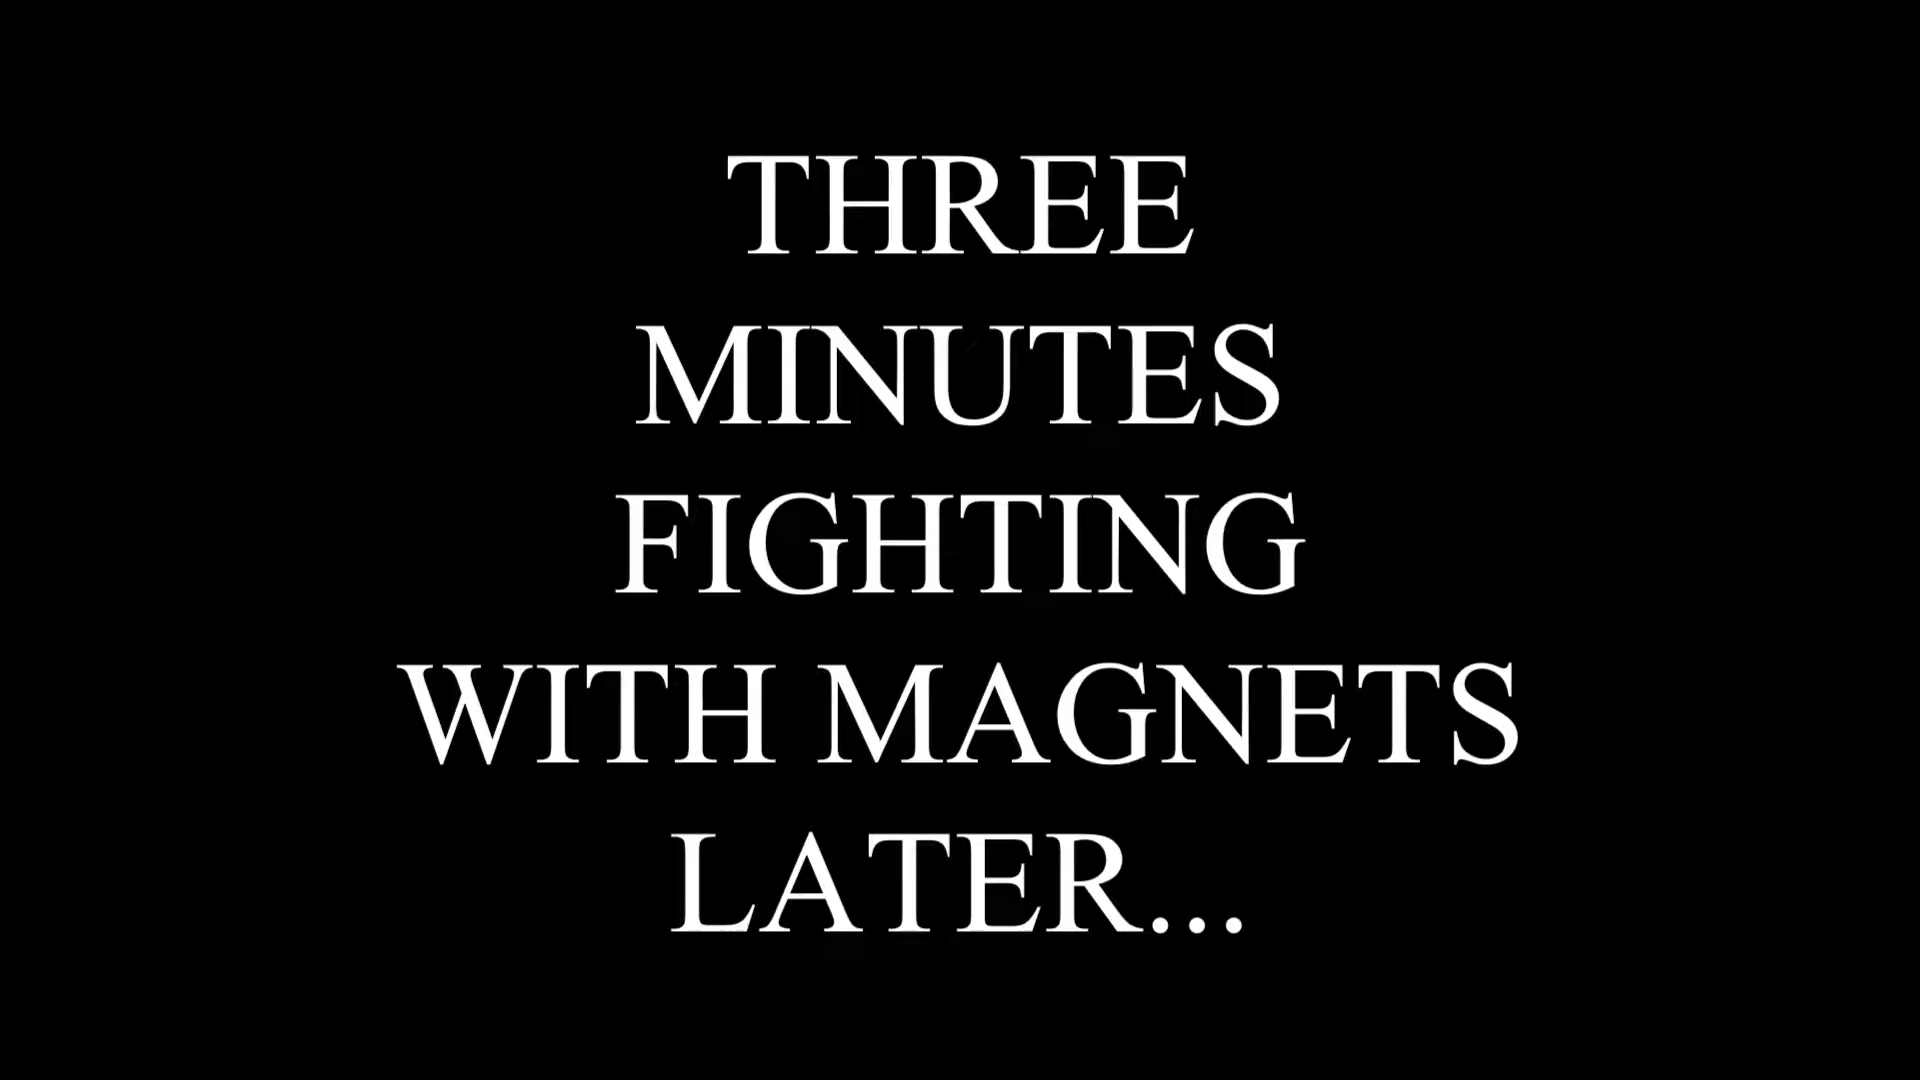 THREE
MINUTES
FIGHTING
WITH MAGNETS
LATER...